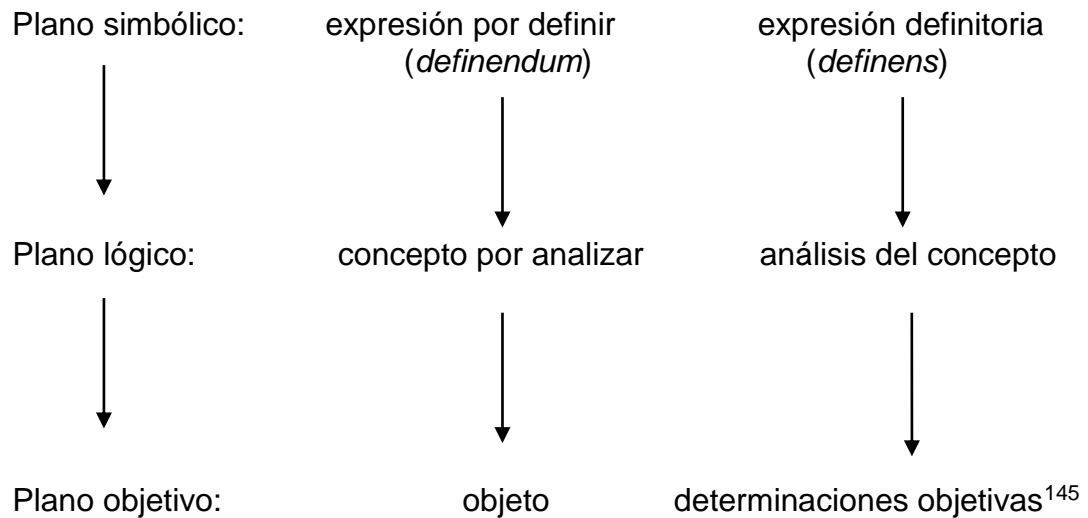 Plano simbólico: expresión por definir expresión definitoria
(definendum) (definens)
Plano lógico: concepto por analizar análisis del concepto
Plano objetivo: objeto determinaciones objetivas145